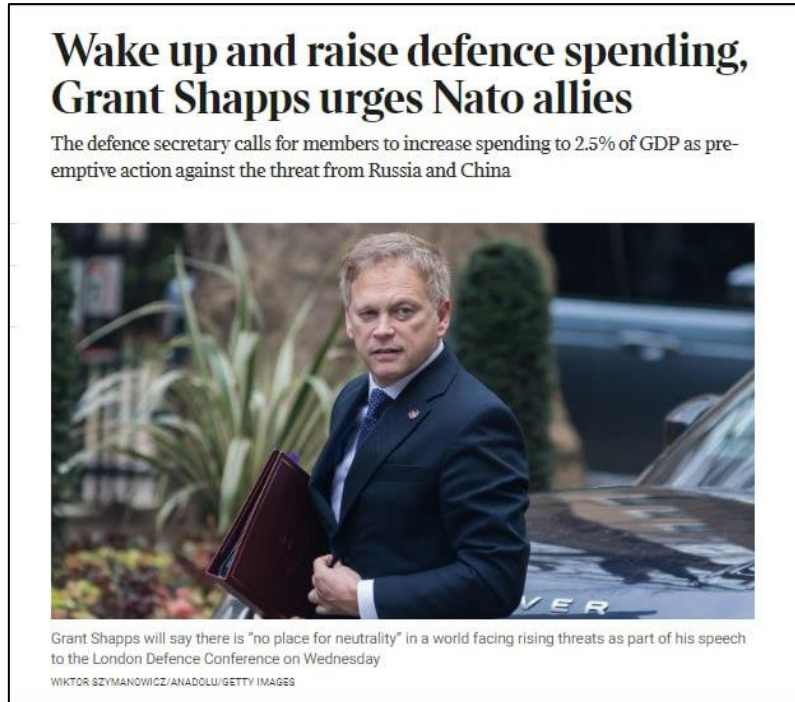 Wake up and raise defence spending,
Grant Shapps urges Nato allies
The defence secretary calls for members to increase spending to 2.5% of GDP as pre-
emptive action against the threat from Russia and China
VER
Grant Shapps will say there is “no place for neutrality” in a world facing rising threats as part of his speech
to the London Defence Conference on Wednesday
WIKTOR SZYMANOWICZ/ANADOLU/GETTY IMAGES